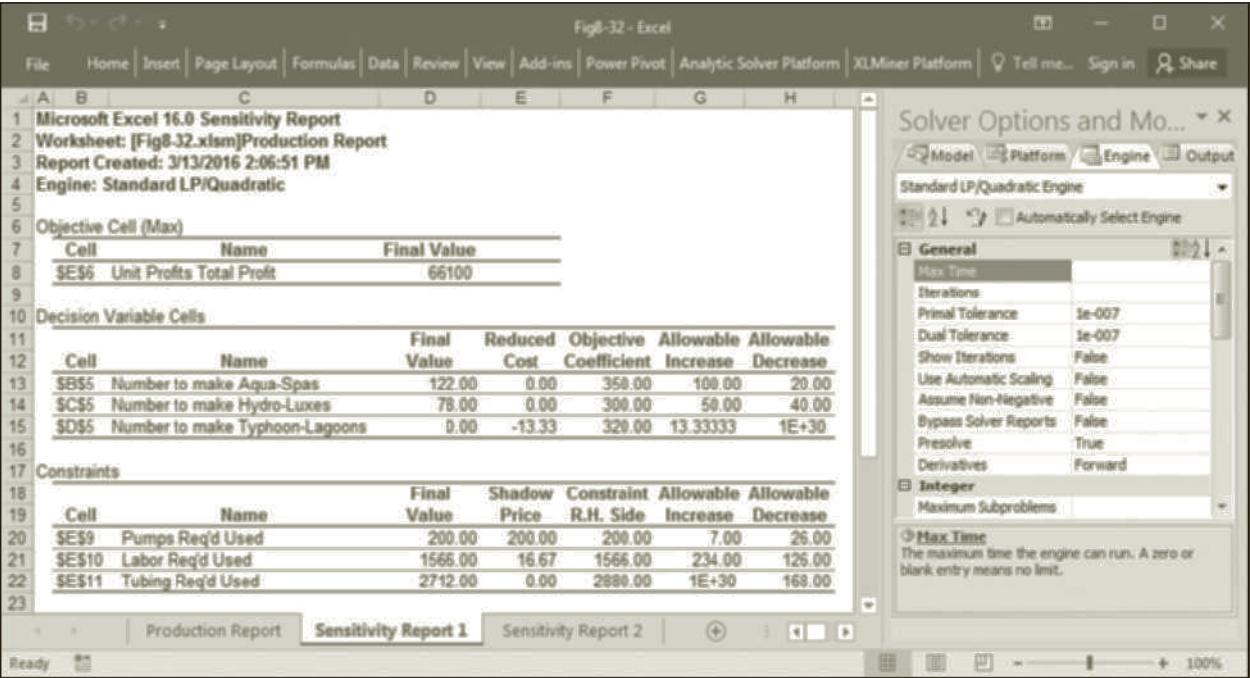 Fig8-32 - Excel
File Home Insert Page Layout Formulas Data Review View Add-ins Power Pivot Analytic Solver Platform XLMiner Platform Tell me... Sign in Share
A B C D E F G H
1 Microsoft Excel 16.0 Sensitivity Report
2 Worksheet: [Fig8-32.xlsm]Production Report
3 Report Created: 3/13/2016 2:06:51 PM
4 Engine: Standard LP/Quadratic
5
6 Objective Cell (Max)
7 Cell Name Final Value
8 $E$6 Unit Profits Total Profit 66100
9
10 Decision Variable Cells
11 Final Reduced Objective Allowable Allowable
12 Cell Name Value Cost Coefficient Increase Decrease
13 $B$5 Number to make Aqua-Spas 122.00 0.00 350.00 100.00 20.00
14 $C$5 Number to make Hydro-Luxes 78.00 0.00 300.00 50.00 40.00
15 $D$5 Number to make Typhoon-Lagoons 0.00 -13.33 320.00 13.33333 1E+30
16
17 Constraints
18 Final Shadow Constraint Allowable Allowable
19 Cell Name Value Price R.H. Side Increase Decrease
20 $E$9 Pumps Req'd Used 200.00 200.00 200.00 7.00 26.00
21 $E$10 Labor Req'd Used 1566.00 16.67 1566.00 234.00 126.00
22 $E$11 Tubing Req'd Used 2712.00 0.00 2880.00 1E+30 168.00
23
Production Report Sensitivity Report 1 Sensitivity Report 2
Ready 100%
Solver Options and Mo...
Model Platform Engine Output
Standard LP/Quadratic Engine
Automatically Select Engine
General
Max Time
Iterations
Primal Tolerance 1e-007
Dual Tolerance 1e-007
Show Iterations False
Use Automatic Scaling False
Assume Non-Negative False
Bypass Solver Reports False
Presolve True
Derivatives Forward
Integer
Maximum Subproblems
Max Time
The maximum time the engine can run. A zero or
blank entry means no limit.